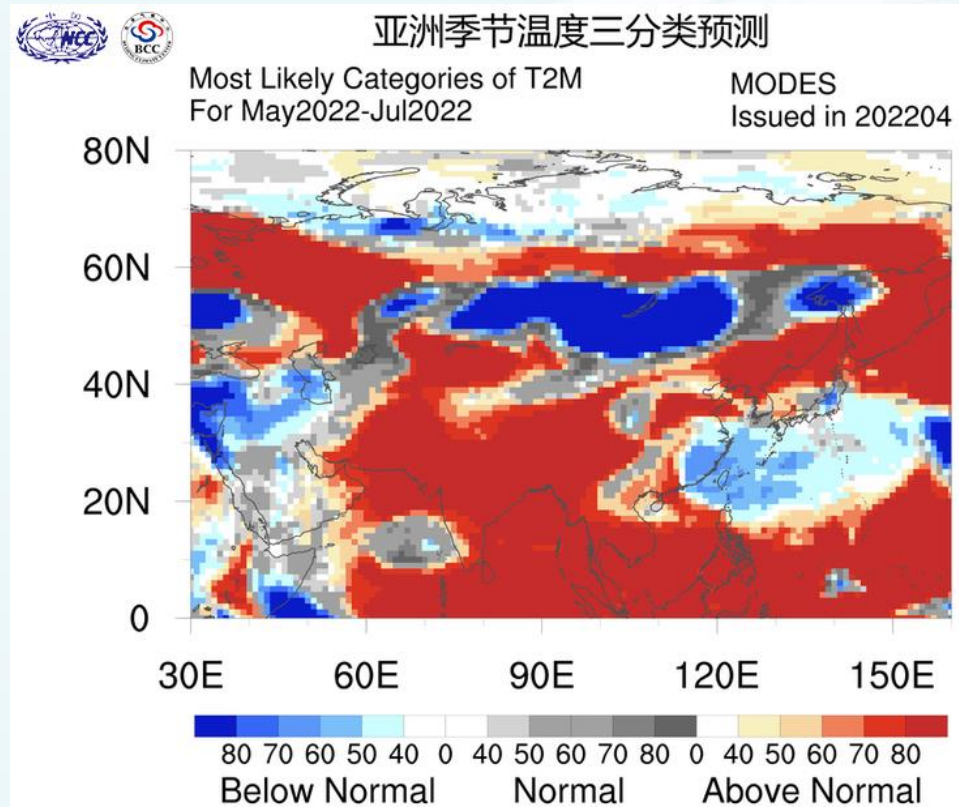 NCC
BCC
亚洲季节温度三分类预测
Most Likely Categories of T2M
For May2022-Jul2022
MODES
Issued in 202204
80N
60N
40N
20N
0
30E 60E 90E 120E 150E
80 70 60 50 40 0 40 50 60 70 80 0 40 50 60 70 80
Below Normal Normal Above Normal